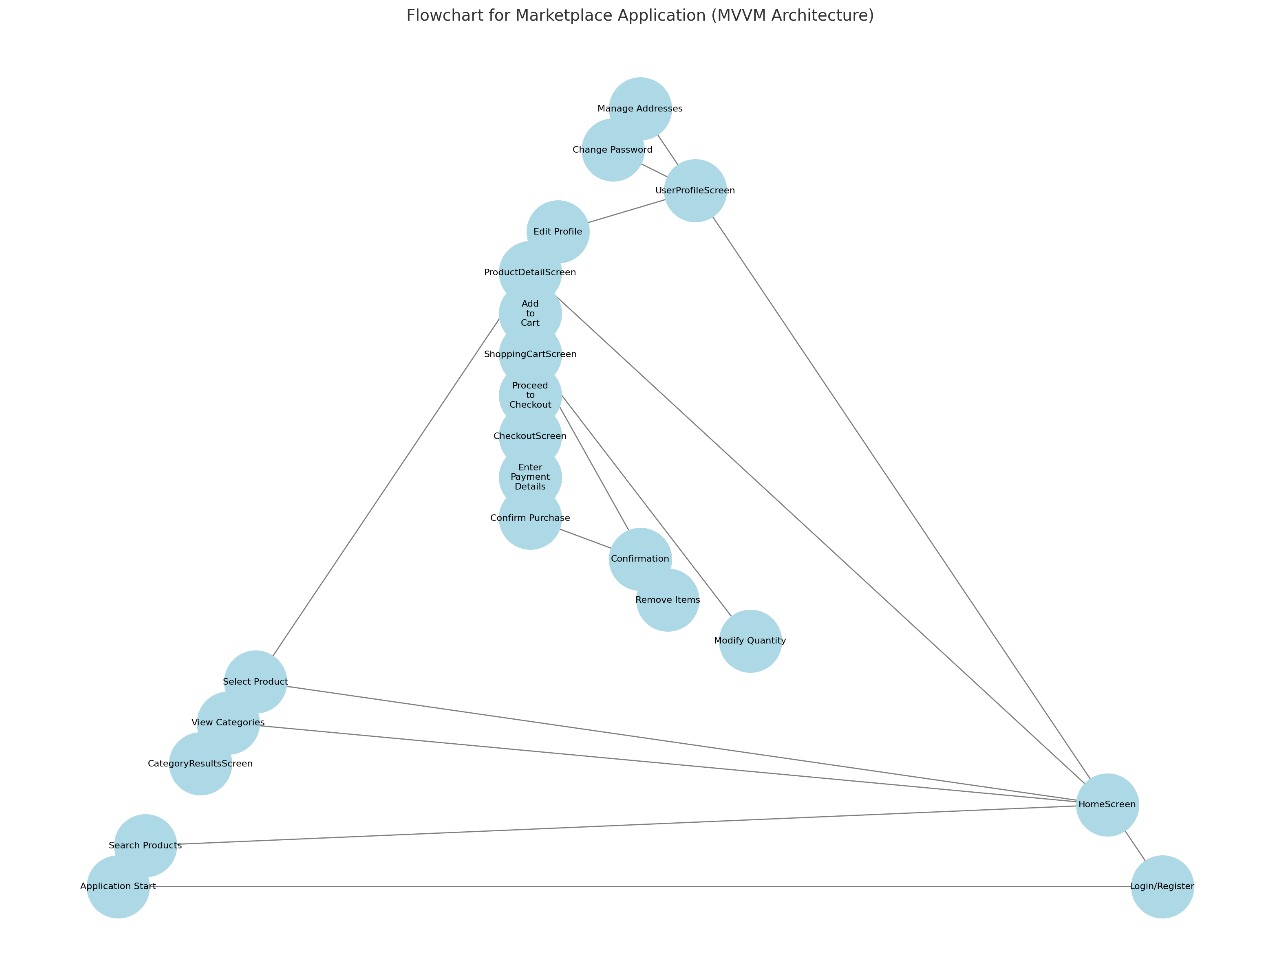 Flowchart for Marketplace Application (MVVM Architecture)
Manage Addresses
Change Password
UserProfileScreen
Edit Profile
ProductDetailScreen
Add
to
Cart
ShoppingCartScreen
Proceed
to
Checkout
CheckoutScreen
Enter
Payment
Details
Confirm Purchase
Confirmation
Remove Items
Modify Quantity
Select Product
View Categories
CategoryResultsScreen
HomeScreen
Search Products
Application Start
Login/Register